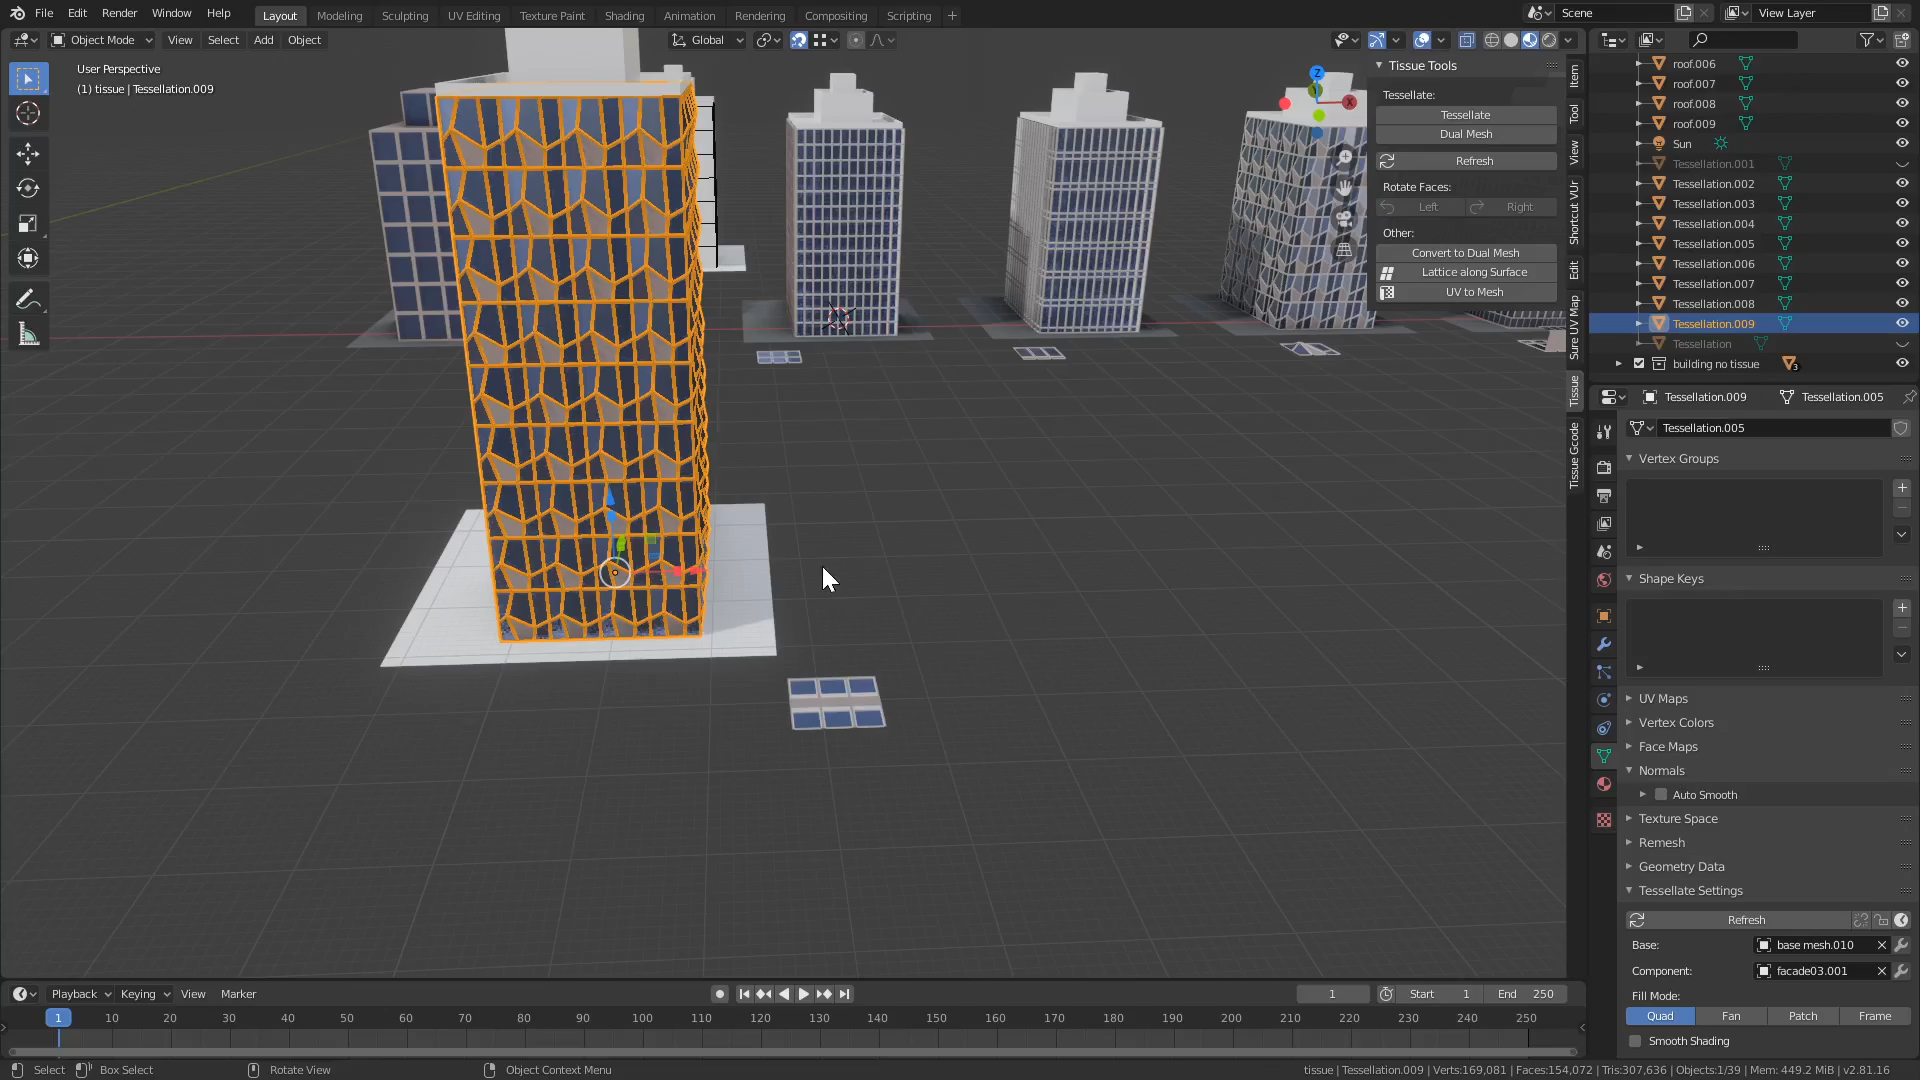 File Edit Render Window Help
Layout Modeling Sculpting UV Editing Texture Paint Shading Animation Rendering Compositing Scripting +
Scene
View Layer
Object Mode View Select Add Object
Global
User Perspective
(1) tissue | Tessellation.009
Z
X
Tissue Tools
Tessellate:
Tessellate
Dual Mesh
Refresh
Rotate Faces:
Left Right
Other:
Convert to Dual Mesh
Lattice along Surface
UV to Mesh
Item
Tool
View
Shortcut VUr
Edit
Sure UV Map
Tissue
Tissue Gcode
roof.006
roof.007
roof.008
roof.009
Sun
Tessellation.001
Tessellation.002
Tessellation.003
Tessellation.004
Tessellation.005
Tessellation.006
Tessellation.007
Tessellation.008
Tessellation.009
Tessellation
building no tissue 3
Tessellation.009 Tessellation.005
Tessellation.005
Vertex Groups
Shape Keys
UV Maps
Vertex Colors
Face Maps
Normals
Auto Smooth
Texture Space
Remesh
Geometry Data
Tessellate Settings
Refresh
Base: base mesh.010
Component: facade03.001
Fill Mode:
Quad Fan Patch Frame
Smooth Shading
Playback Keying View Marker
1 Start 1 End 250
1 10 20 30 40 50 60 70 80 90 100 110 120 130 140 150 160 170 180 190 200 210 220 230 240 250
Select Box Select Rotate View Object Context Menu
tissue | Tessellation.009 | Verts:169,081 | Faces:154,072 | Tris:307,636 | Objects:1/39 | Mem: 449.2 MiB | v2.81.16